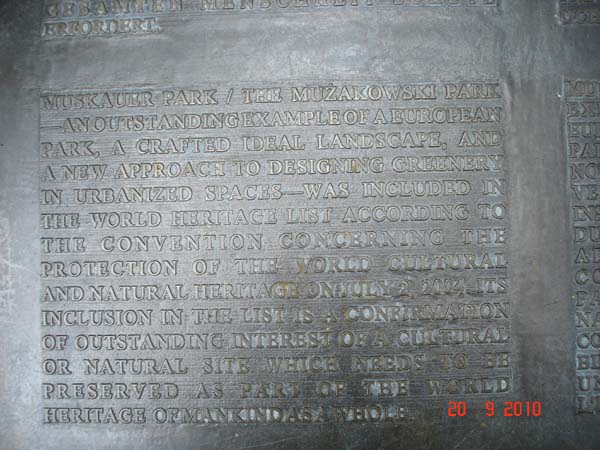 GESAMTEN MENSCHHEIT
ERFORDERT.
MUSKAUER PARK / THE MUŻAKOWSKI PARK
—AN OUTSTANDING EXAMPLE OF A EUROPEAN
PARK, A CRAFTED IDEAL LANDSCAPE, AND
A NEW APPROACH TO DESIGNING GREENERY
IN URBANIZED SPACES—WAS INCLUDED IN
THE WORLD HERITAGE LIST ACCORDING TO
THE CONVENTION CONCERNING THE
PROTECTION OF THE WORLD CULTURAL
AND NATURAL HERITAGE ON JULY 2, 2004. ITS
INCLUSION IN THE LIST IS A CONFIRMATION
OF OUTSTANDING INTEREST OF A CULTURAL
OR NATURAL SITE WHICH NEEDS TO BE
PRESERVED AS PART OF THE WORLD
HERITAGE OF MANKIND AS A WHOLE.
20 9 2010